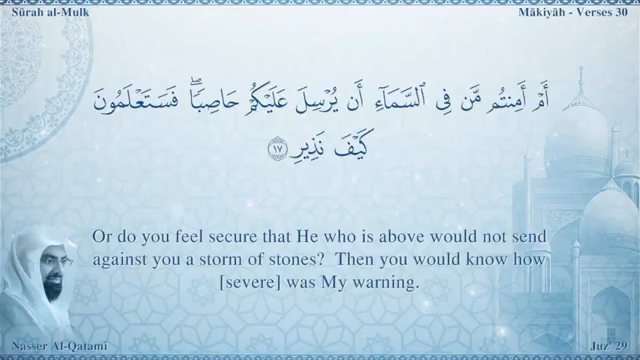 Sūrah al-Mulk
Mākiyāh - Verses 30
أَمْ أَمِنتُم مَّن فِى ٱلسَّمَآءِ أَن يُرْسِلَ عَلَيْكُمْ حَاصِبًا ۖ فَسَتَعْلَمُونَ
كَيْفَ نَذِيرِ ١٧
Or do you feel secure that He who is above would not send
against you a storm of stones? Then you would know how
[severe] was My warning.
Nasser Al-Qatami
Juz' 29